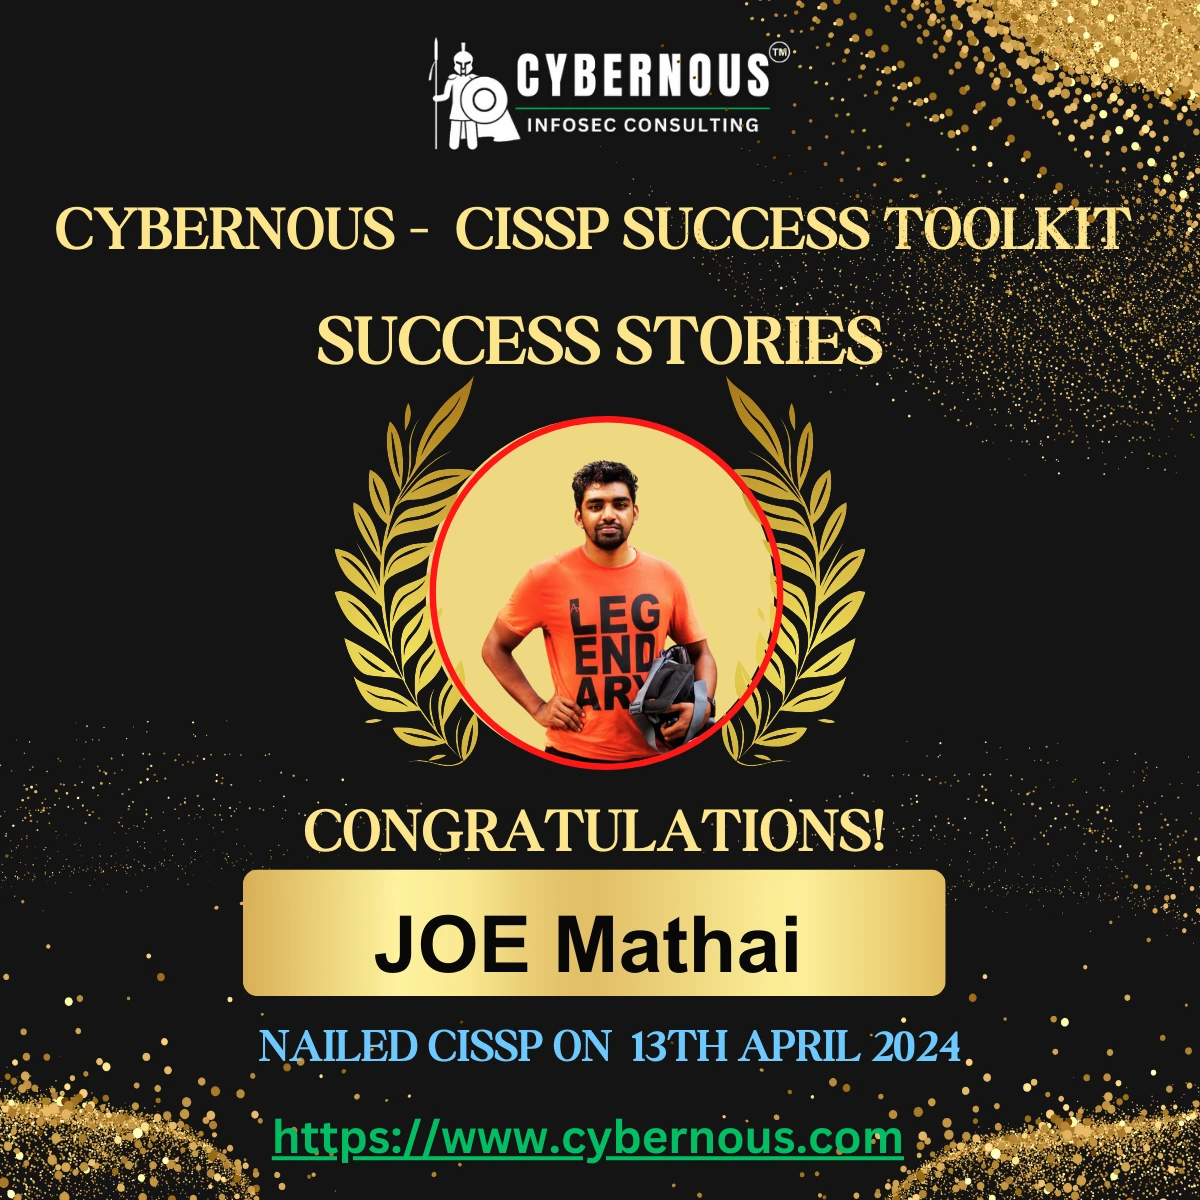 CYBERNOUS™
INFOSEC CONSULTING
CYBERNOUS - CISSP SUCCESS TOOLKIT
SUCCESS STORIES
LEG
END
ARY
CONGRATULATIONS!
JOE Mathai
NAILED CISSP ON 13TH APRIL 2024
https://www.cybernous.com